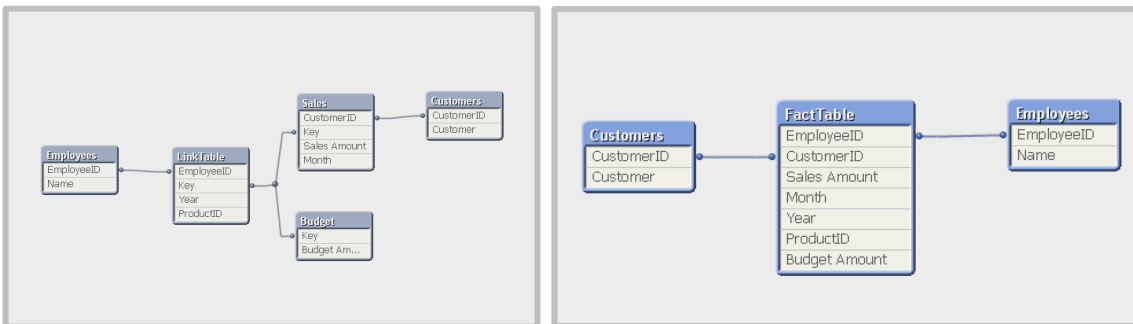 Employees
EmployeeID
Name
LinkTable
EmployeeID
Key
Year
ProductID
Sales
CustomerID
Key
Sales Amount
Month
Customers
CustomerID
Customer
Budget
Key
Budget Am...
Customers
CustomerID
Customer
FactTable
EmployeeID
CustomerID
Sales Amount
Month
Year
ProductID
Budget Amount
Employees
EmployeeID
Name